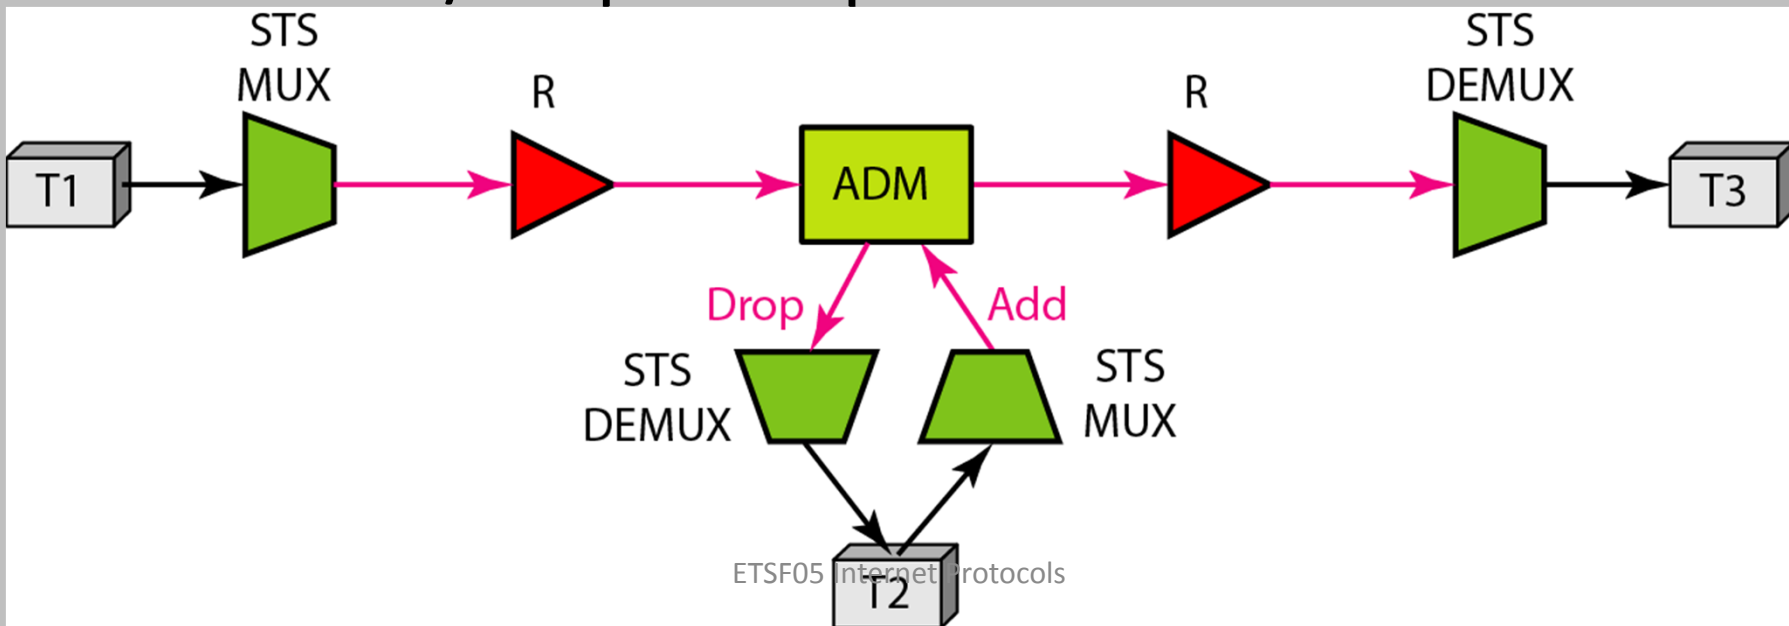 STS
MUX
R
R
STS
DEMUX
T1
ADM
T3
Drop
Add
STS
DEMUX
STS
MUX
ETSF05 Internet Protocols
T2